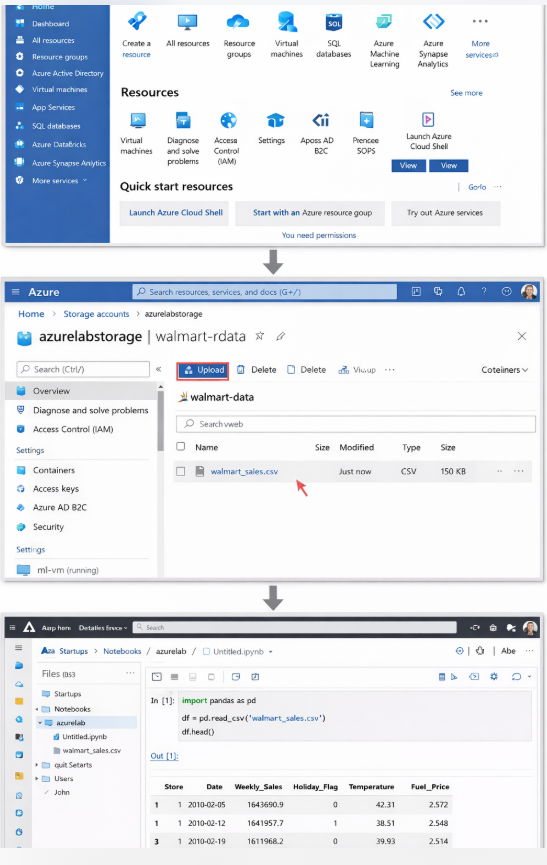 Home
Dashboard
All resources
Resource groups
Azure Active Directory
Virtual machines
App Services
SQL databases
Azure DataBricks
Azure Synapse Anlytics
More services
Create a resource
All resources
Resource groups
Virtual machines
SQL databases
Azure Machine Learning
Azure Synapse Analytics
More services
Resources
See more
Virtual machines
Diagnose and solve problems
Access Control (IAM)
Settings
Aposs AD B2C
Prencee SOPS
Launch Azure Cloud Shell
View
View
Quick start resources
Launch Azure Cloud Shell
Start with an Azure resource goup
Try out Azure services
You need permissions
Azure
Search resources, services, and docs (G+/)
Home > Storage accounts > azurelabstorage
azurelabstorage | walmart-rdata
Search (Ctrl/)
Upload
Delete
Delete
Coteiners
Overview
Diagnose and solve problems
Access Control (IAM)
Settings
Containers
Access keys
Azure AD B2C
Security
Settings
ml-vm (running)
walmart-data
Search vweb
Name Size Modified Type Size
walmart_sales.csv Just now CSV 150 KB
Search
Aza Startups > Notebooks / azurelab / Untitled.ipynb
Abe
Files
Startups
Notebooks
azurelab
Untitled.ipynb
walmart_sales.csv
quit Setarts
Users
John
In [1]: import pandas as pd
df = pd.read_csv('walmart_sales.csv')
df.head()
Out [1]:
Store Date Weekly_Sales Holiday_Flag Temperature Fuel_Price
1 1 2010-02-05 1643690.9 0 42.31 2.572
1 1 2010-02-12 1641957.7 1 38.51 2.548
3 1 2010-02-19 1611968.2 0 39.93 2.514